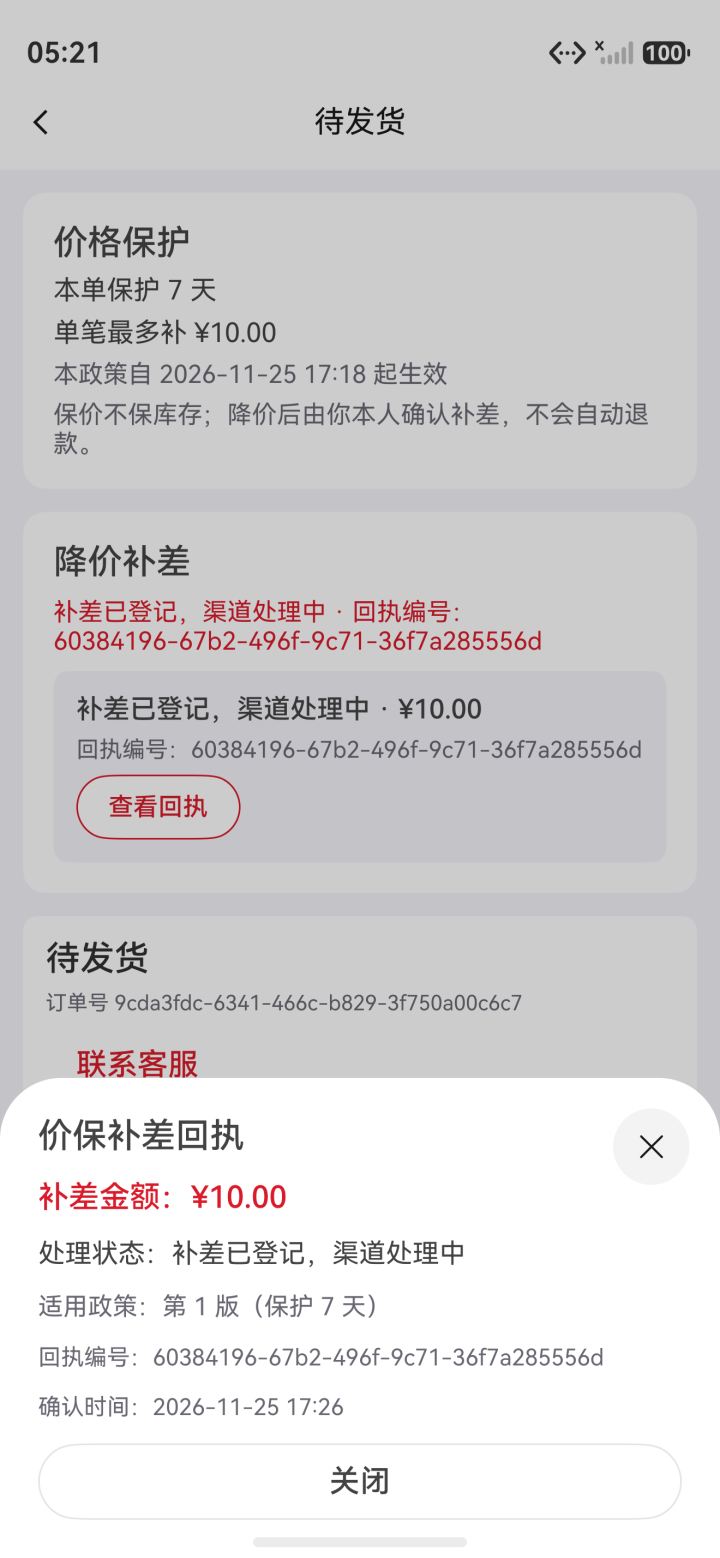 05:21
100
待发货
价格保护
本单保护 7 天
单笔最多补 ¥10.00
本政策自 2026-11-25 17:18 起生效
保价不保库存；降价后由你本人确认补差，不会自动退
款。
降价补差
补差已登记，渠道处理中 · 回执编号：
60384196-67b2-496f-9c71-36f7a285556d
补差已登记，渠道处理中 · ¥10.00
回执编号：60384196-67b2-496f-9c71-36f7a285556d
查看回执
待发货
订单号 9cda3fdc-6341-466c-b829-3f750a00c6c7
联系客服
价保补差回执
补差金额：¥10.00
处理状态：补差已登记，渠道处理中
适用政策：第 1 版（保护 7 天）
回执编号：60384196-67b2-496f-9c71-36f7a285556d
确认时间：2026-11-25 17:26
关闭